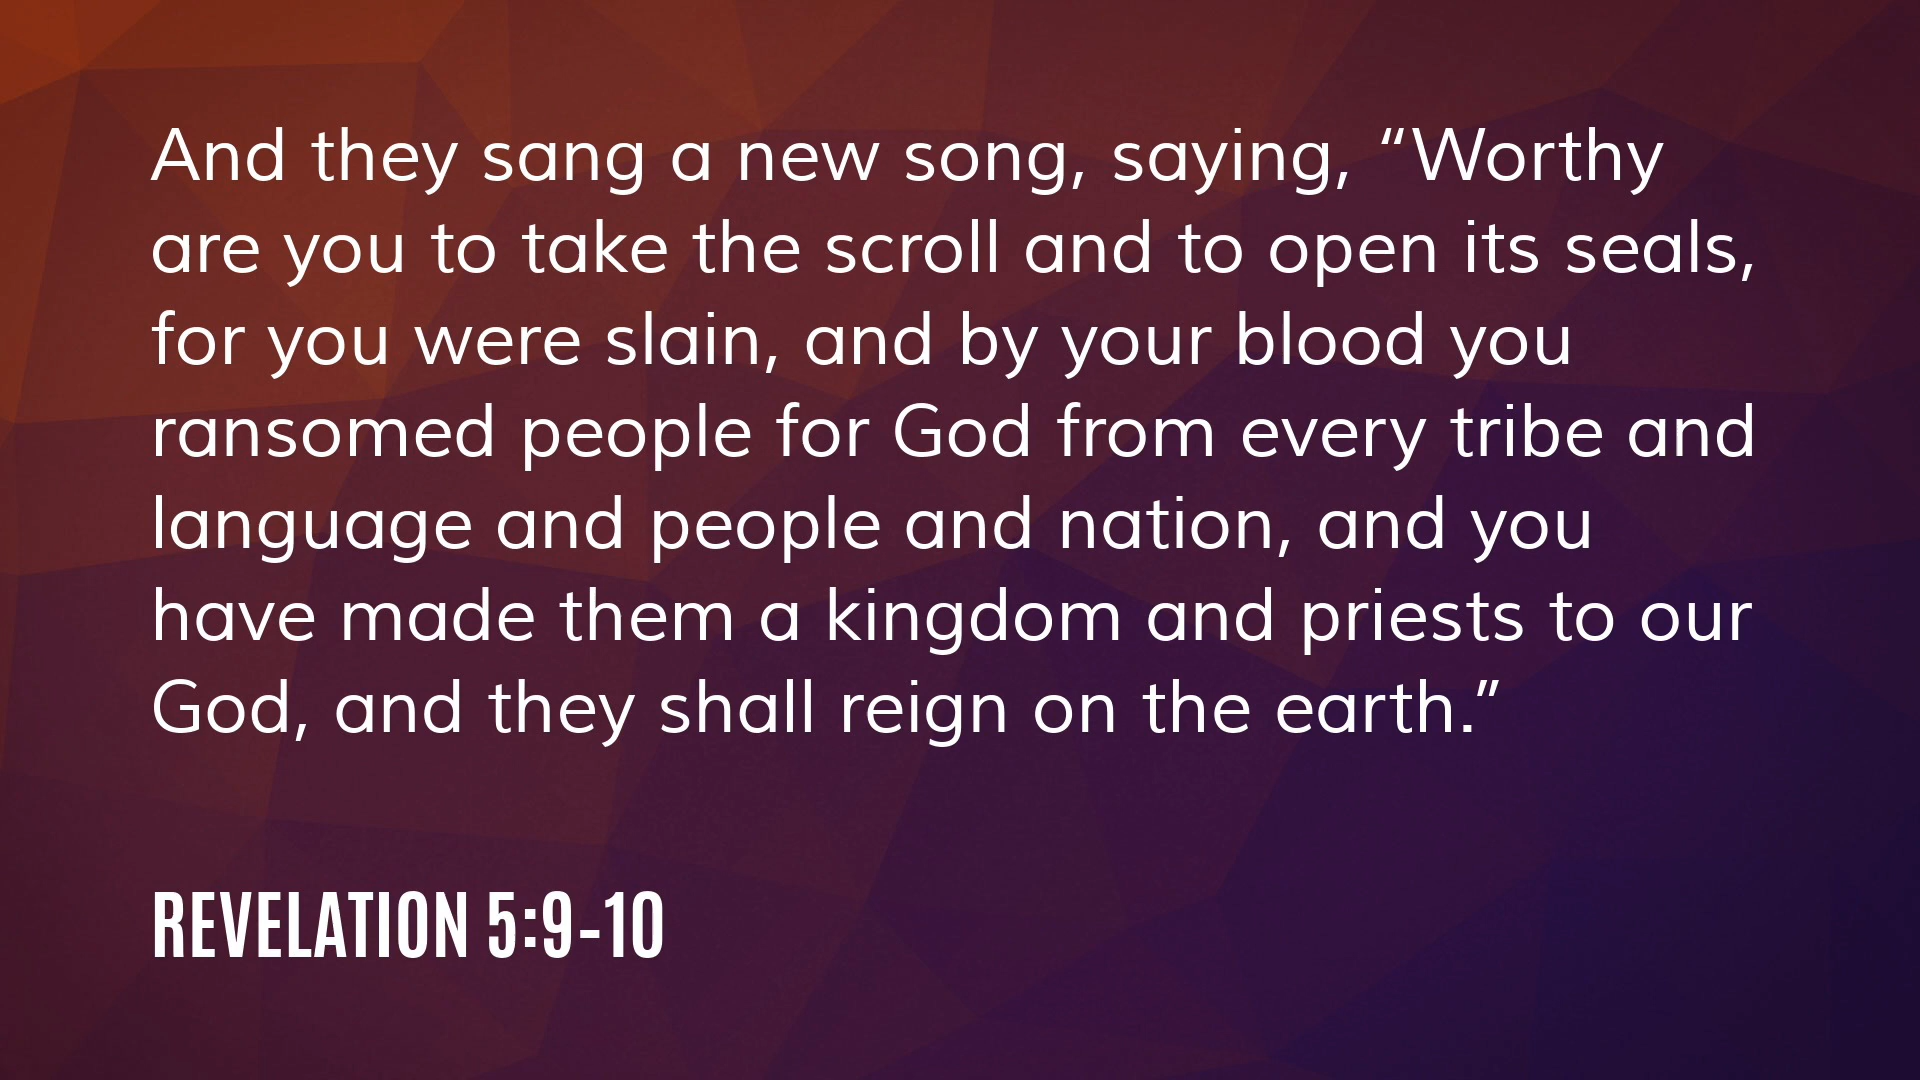 And they sang a new song, saying, “Worthy
are you to take the scroll and to open its seals,
for you were slain, and by your blood you
ransomed people for God from every tribe and
language and people and nation, and you
have made them a kingdom and priests to our
God, and they shall reign on the earth.”
REVELATION 5:9-10